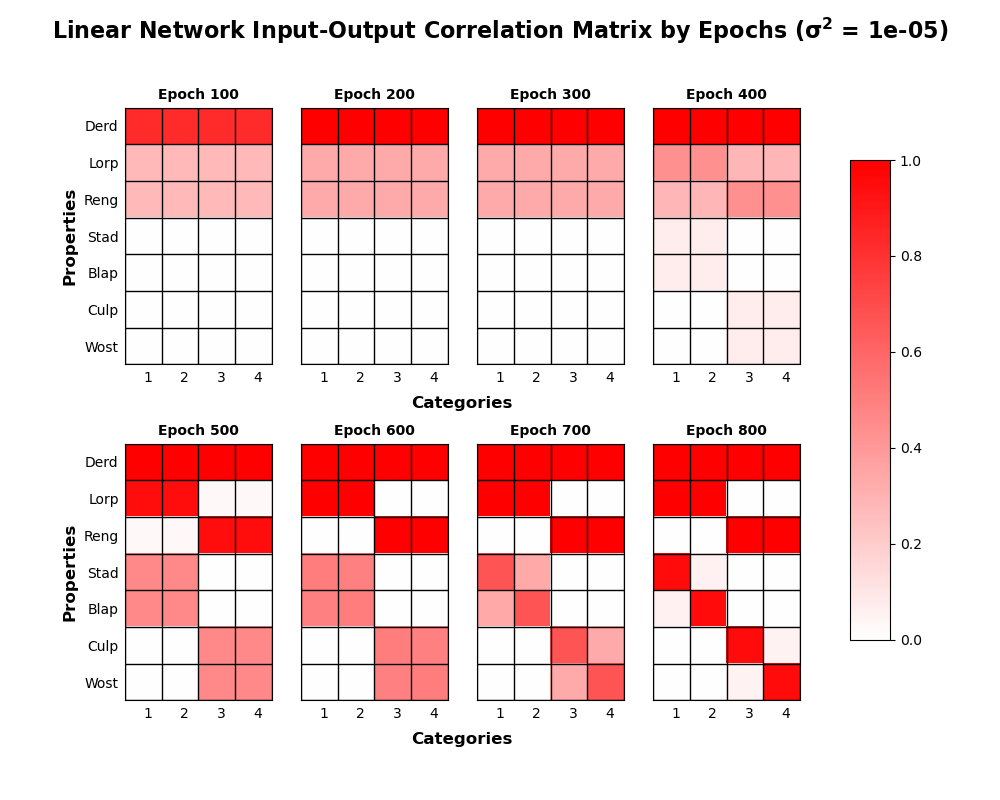 Linear Network Input-Output Correlation Matrix by Epochs (σ² = 1e-05)
Epoch 100 Epoch 200 Epoch 300 Epoch 400
Derd
Lorp
Reng
Stad
Blap
Culp
Wost
Properties
1 2 3 4 1 2 3 4 1 2 3 4 1 2 3 4
Categories
Epoch 500 Epoch 600 Epoch 700 Epoch 800
Derd
Lorp
Reng
Stad
Blap
Culp
Wost
Properties
1 2 3 4 1 2 3 4 1 2 3 4 1 2 3 4
Categories
1.0
0.8
0.6
0.4
0.2
0.0